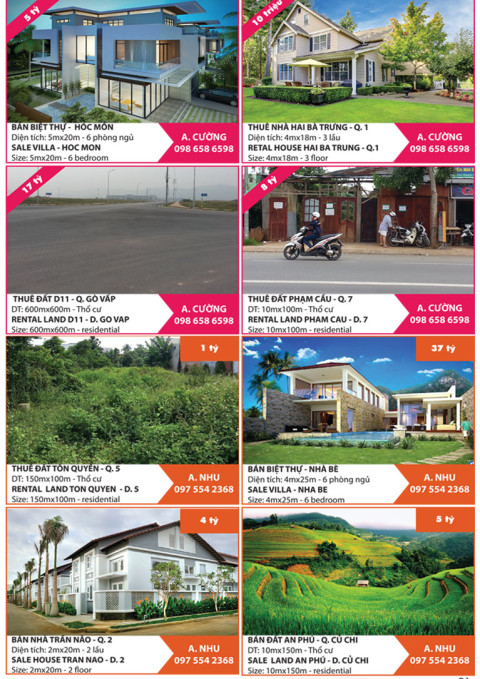 5 tỷ
BÁN BIỆT THỰ - HÓC MÔN
Diện tích: 5mx20m - 6 phòng ngủ
SALE VILLA - HOC MON
Size: 5mx20m - 6 bedroom
A. CƯỜNG
098 658 6598
10 triệu
THUÊ NHÀ HAI BÀ TRƯNG - Q. 1
Diện tích: 4mx18m - 3 lầu
RETAL HOUSE HAI BA TRUNG - Q.1
Size: 4mx18m - 3 floor
A. CƯỜNG
098 658 6598
17 tỷ
THUÊ ĐẤT D11 - Q. GÒ VẤP
DT: 600mx600m - Thổ cư
RENTAL LAND D11 - D. GO VAP
Size: 600mx600m - residential
A. CƯỜNG
098 658 6598
8 tỷ
THUÊ ĐẤT PHẠM CẤU - Q. 7
DT: 10mx100m - Thổ cư
RENTAL LAND PHAM CAU - D. 7
Size: 10mx100m - residential
A. CƯỜNG
098 658 6598
1 tỷ
THUÊ ĐẤT TÔN QUYỀN - Q. 5
DT: 150mx100m - Thổ cư
RENTAL LAND TON QUYEN - D. 5
Size: 150mx100m - residential
A. NHU
097 554 2368
37 tỷ
BÁN BIỆT THỰ - NHÀ BÈ
Diện tích: 4mx25m - 6 phòng ngủ
SALE VILLA - NHA BE
Size: 4mx25m - 6 bedroom
A. NHU
097 554 2368
4 tỷ
BÁN NHÀ TRẦN NÃO - Q. 2
Diện tích: 2mx20m - 2 lầu
SALE HOUSE TRAN NAO - D. 2
Size: 2mx20m - 2 floor
A. NHU
097 554 2368
5 tỷ
BÁN ĐẤT AN PHÚ - Q. CỦ CHI
DT: 10mx150m - Thổ cư
SALE LAND AN PHÚ - D. CỦ CHI
Size: 10mx150m - residential
A. NHU
097 554 2368